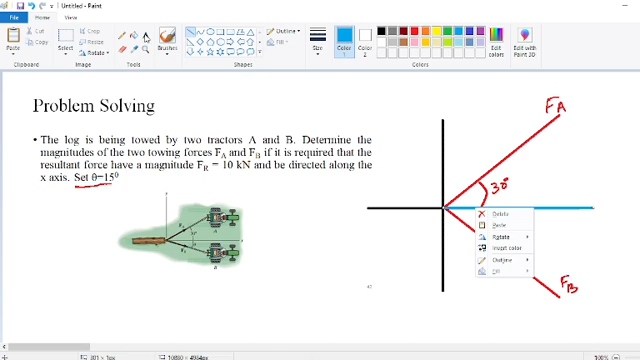 Untitled - Paint
File
Home
View
Paste
Cut
Copy
Clipboard
Select
Crop
Resize
Rotate
Image
Tools
Brushes
Shapes
Outline
Fill
Size
Color 1
Color 2
Colors
Edit colors
Edit with Paint 3D
Problem Solving
• The log is being towed by two tractors A and B. Determine the
magnitudes of the two towing forces FA and FB if it is required that the
resultant force have a magnitude FR = 10 kN and be directed along the
x axis. Set θ=15⁰
FA
30°
FB
Delete
Paste
Rotate
Invert color
Outline
Fill
A
B
301 × 1px
100%